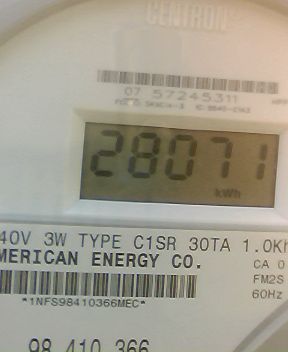 CENTRON
07 57245311
28071
kWh
40V 3W TYPE C1SR 30TA 1.0Kh
MERICAN ENERGY CO.
CA 0
FM2S
*1NFS98410366MEC*
60Hz
98 410 366